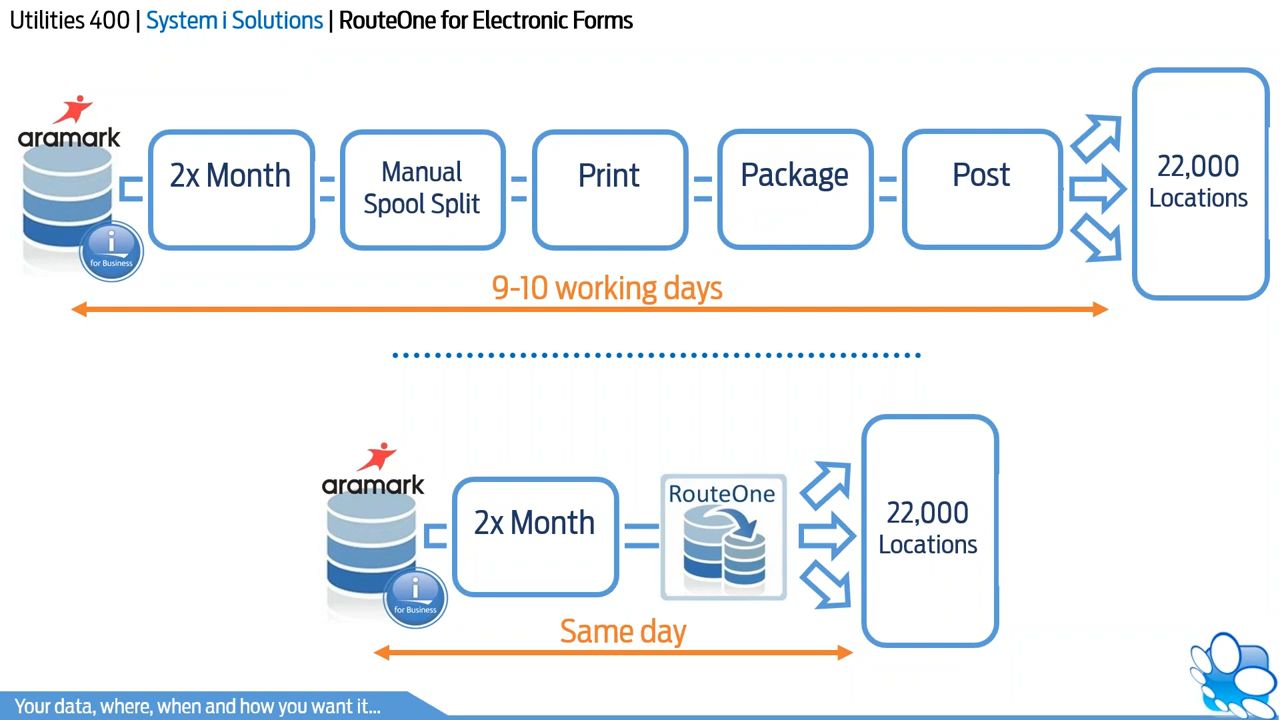 Utilities 400 | System i Solutions | RouteOne for Electronic Forms
aramark
i
for Business
2x Month
Manual
Spool Split
Print
Package
Post
22,000
Locations
9-10 working days
aramark
i
for Business
2x Month
RouteOne
22,000
Locations
Same day
Your data, where, when and how you want it...